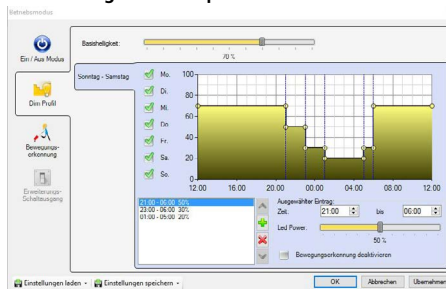 Betriebsmodus
Ein / Aus Modus
Dim Profil
Bewegungs-
erkonnung
Erweiterungs-
Schaltausgang
Basishelligkeit:
70 %
Sonntag - Samstag
Mo.
Di.
Mi.
Do.
Fr.
Sa.
So.
100
80
60
40
20
0
12.00 16.00 20.00 00.00 04.00 08.00 12.00
21:00 - 06:00 50%
23:00 - 06:00 30%
01:00 - 05:00 20%
Ausgewählter Eintrag:
Zeit. 21:00 bis 06:00
Led Power.
50 %
Bewegungsorkonnung deaktivioren
Einstellungen laden
Einstellungen speichern
OK
Abbrechen
Übernehmen